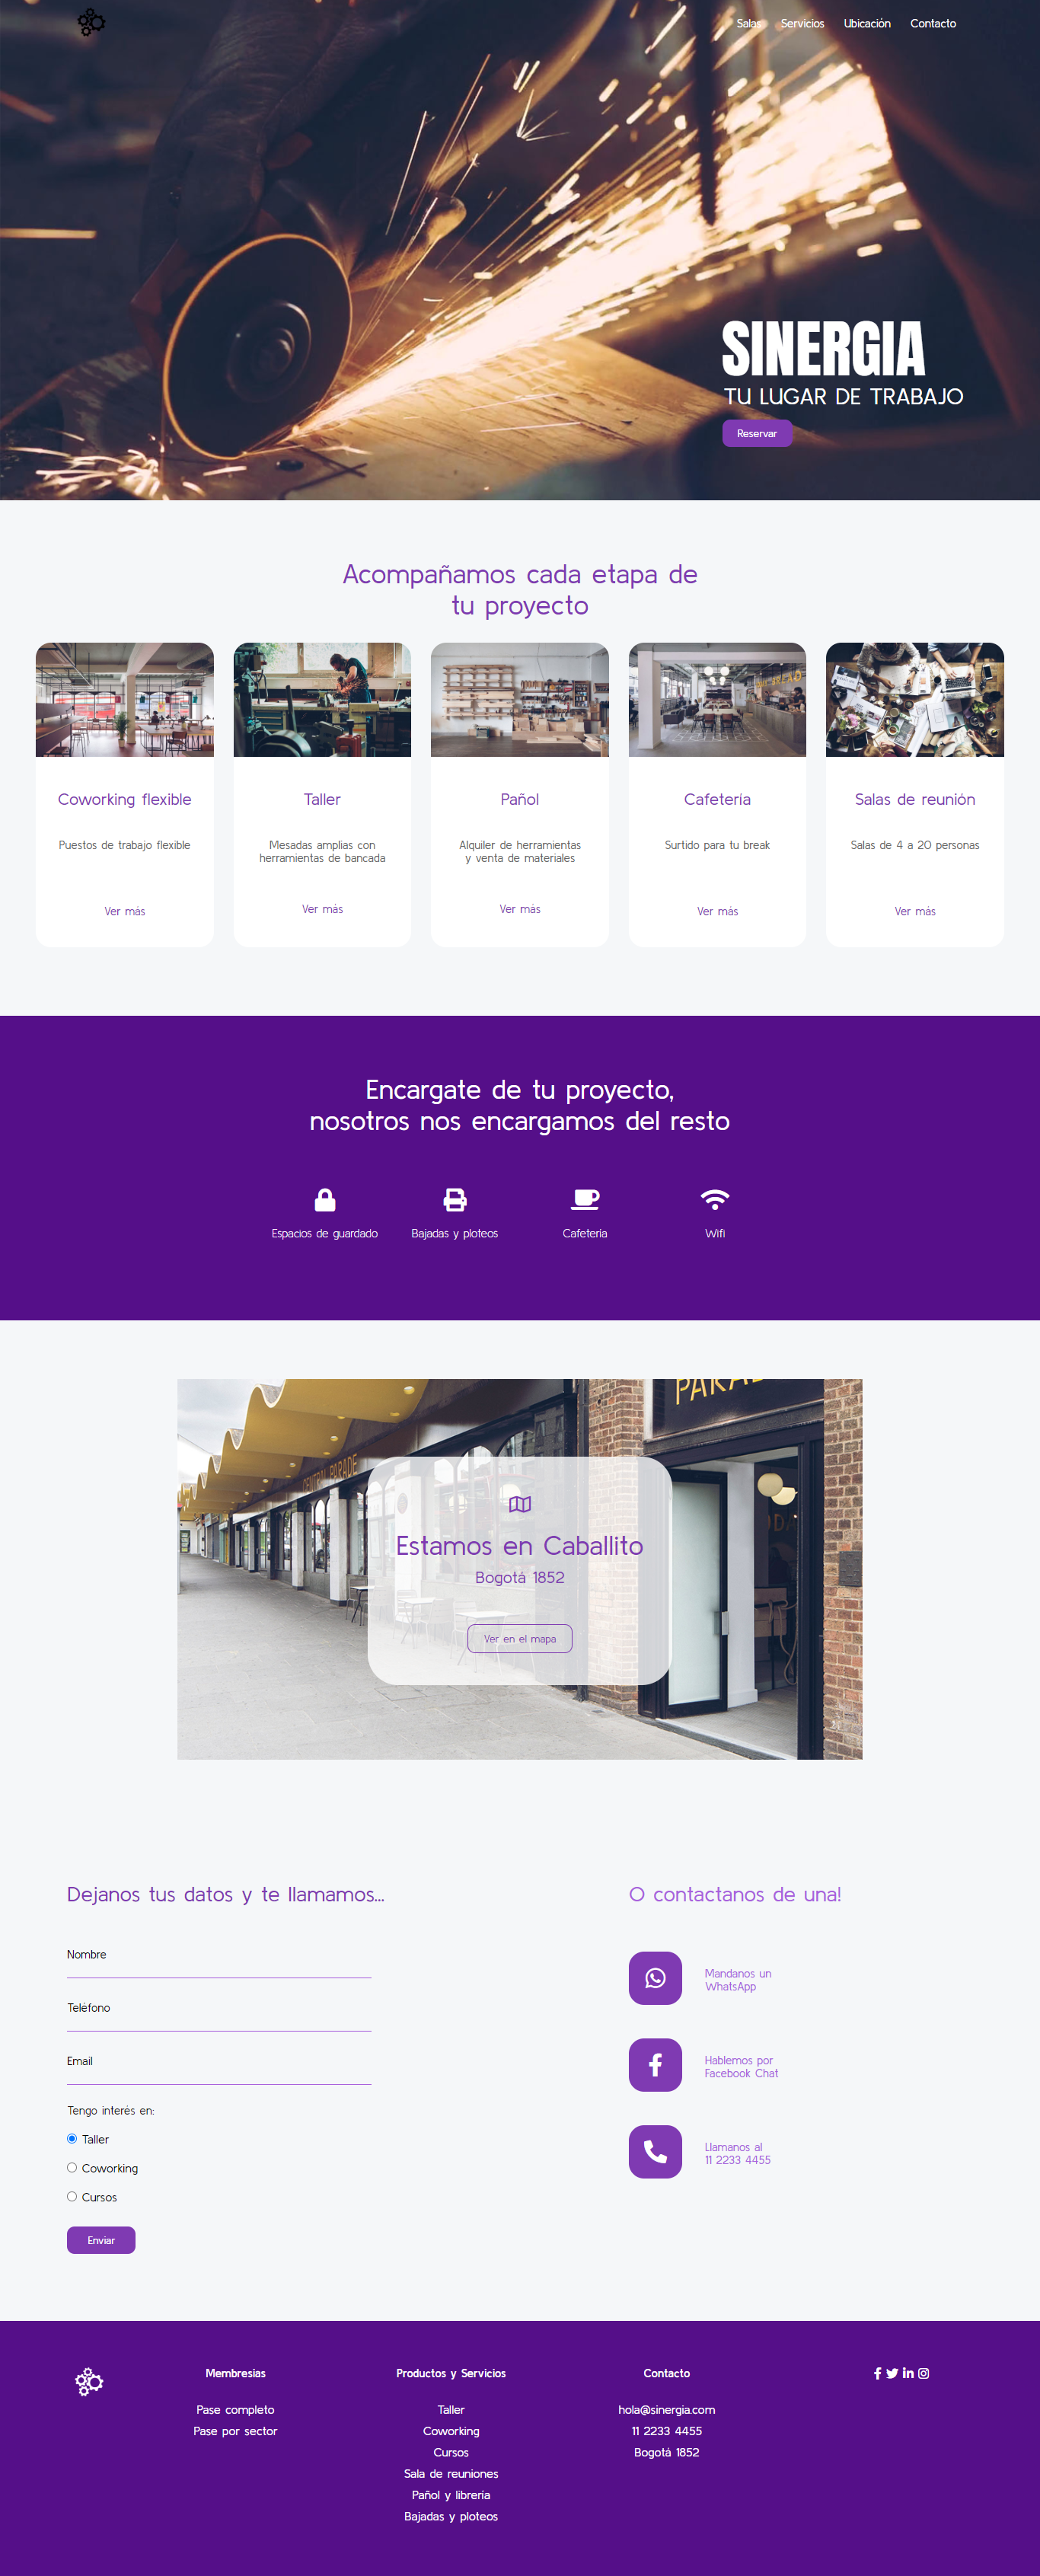 Salas Servicios Ubicación Contacto
SINERGIA
TU LUGAR DE TRABAJO
Reservar
Acompañamos cada etapa de
tu proyecto
Coworking flexible
Puestos de trabajo flexible
Ver más
Taller
Mesadas amplias con
herramientas de bancada
Ver más
Pañol
Alquiler de herramientas
y venta de materiales
Ver más
BREAD
Cafetería
Surtido para tu break
Ver más
Salas de reunión
Salas de 4 a 20 personas
Ver más
Encargate de tu proyecto,
nosotros nos encargamos del resto
Espacios de guardado
Bajadas y ploteos
Cafetería
Wifi
CENTRAL PARADE
Estamos en Caballito
Bogotá 1852
Ver en el mapa
Dejanos tus datos y te llamamos...
Nombre
Teléfono
Email
Tengo interés en:
Taller
Coworking
Cursos
Enviar
O contactanos de una!
Mandanos un
WhatsApp
Hablemos por
Facebook Chat
Llamanos al
11 2233 4455
Membresias
Pase completo
Pase por sector
Productos y Servicios
Taller
Coworking
Cursos
Sala de reuniones
Pañol y librería
Bajadas y ploteos
Contacto
hola@sinergia.com
11 2233 4455
Bogotá 1852